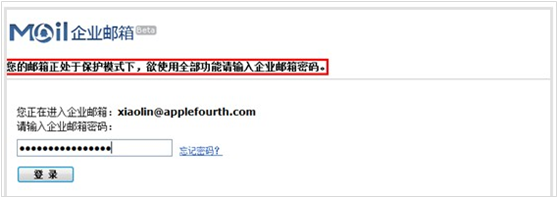 Mail企业邮箱 Beta
您的邮箱正处于保护模式下，欲使用全部功能请输入企业邮箱密码。
您正在进入企业邮箱：xiaolin@applefourth.com
请输入企业邮箱密码：
●●●●●●●●●●●●●●●● 忘记密码？
登 录